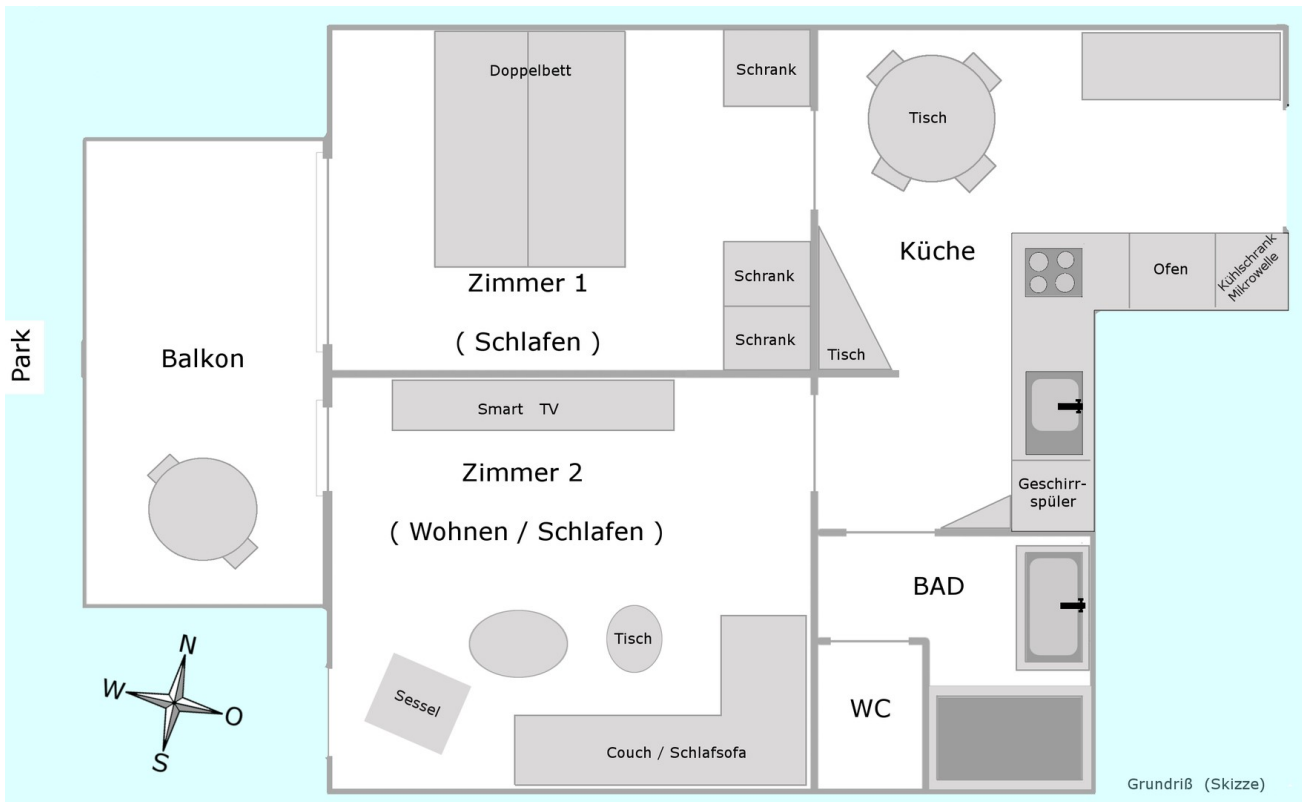 Doppelbett
Schrank
Tisch
Küche
Schrank
Schrank
Zimmer 1
( Schlafen )
Tisch
Ofen
Kühlschrank
Mikrowelle
Park
Balkon
Smart TV
Zimmer 2
( Wohnen / Schlafen )
Geschirr-
spüler
BAD
Tisch
Sessel
Couch / Schlafsofa
WC
N
W
O
S
Grundriß (Skizze)